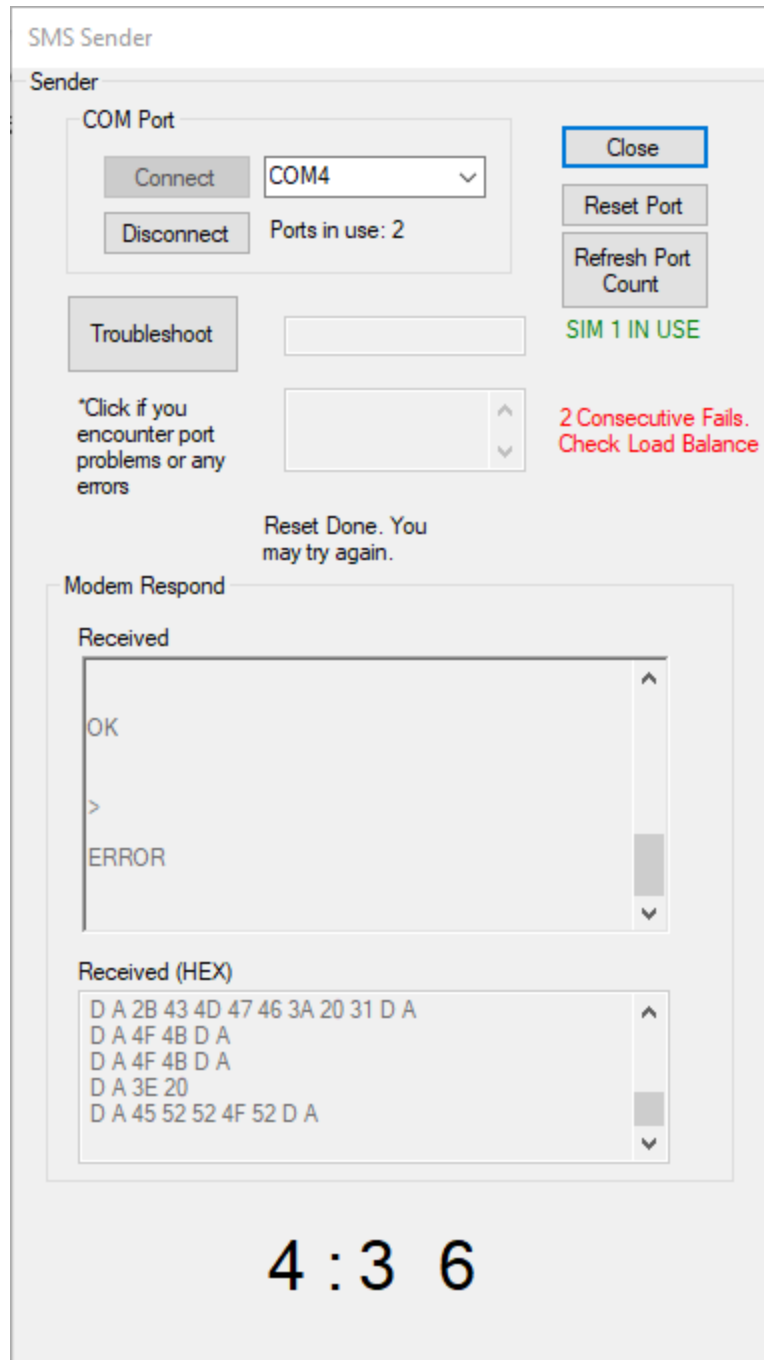 SMS Sender
Sender
COM Port
Connect
COM4
Close
Disconnect
Ports in use: 2
Reset Port
Refresh Port
Count
Troubleshoot
SIM 1 IN USE
*Click if you
encounter port
problems or any
errors
2 Consecutive Fails.
Check Load Balance
Reset Done. You
may try again.
Modem Respond
Received
OK
>
ERROR
Received (HEX)
D A 2B 43 4D 47 46 3A 20 31 D A
D A 4F 4B D A
D A 4F 4B D A
D A 3E 20
D A 45 52 52 4F 52 D A
4 : 3 6